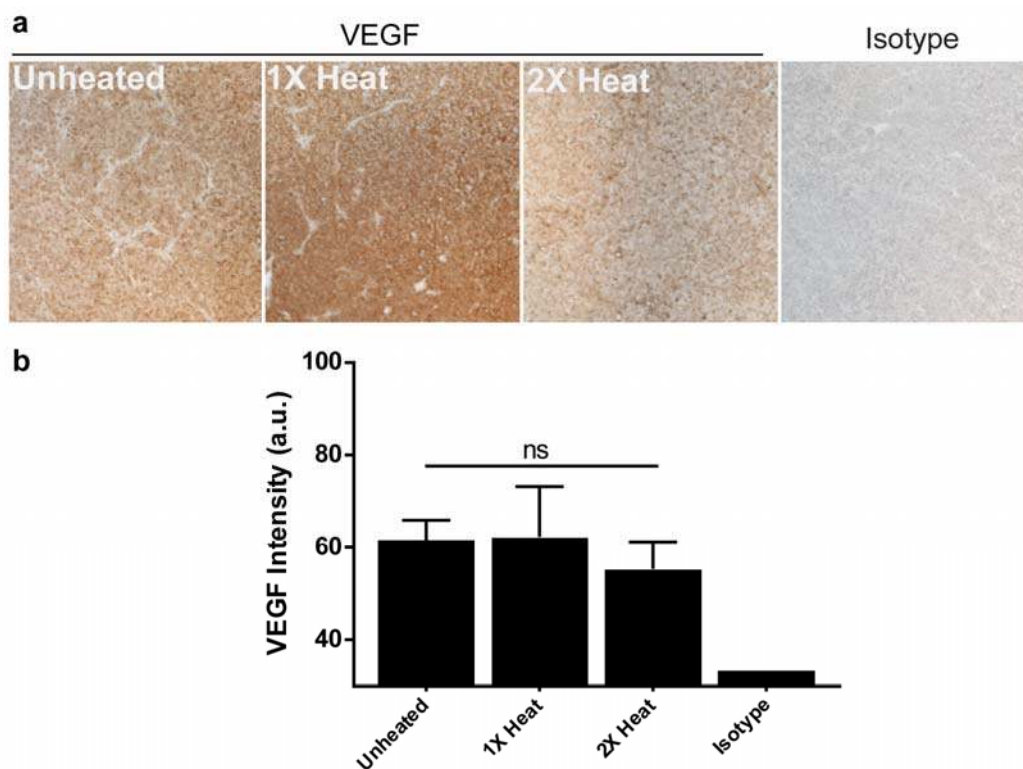 a
VEGF
Isotype
Unheated
1X Heat
2X Heat
b
VEGF Intensity (a.u.)
100
80
60
40
ns
Unheated
1X Heat
2X Heat
Isotype